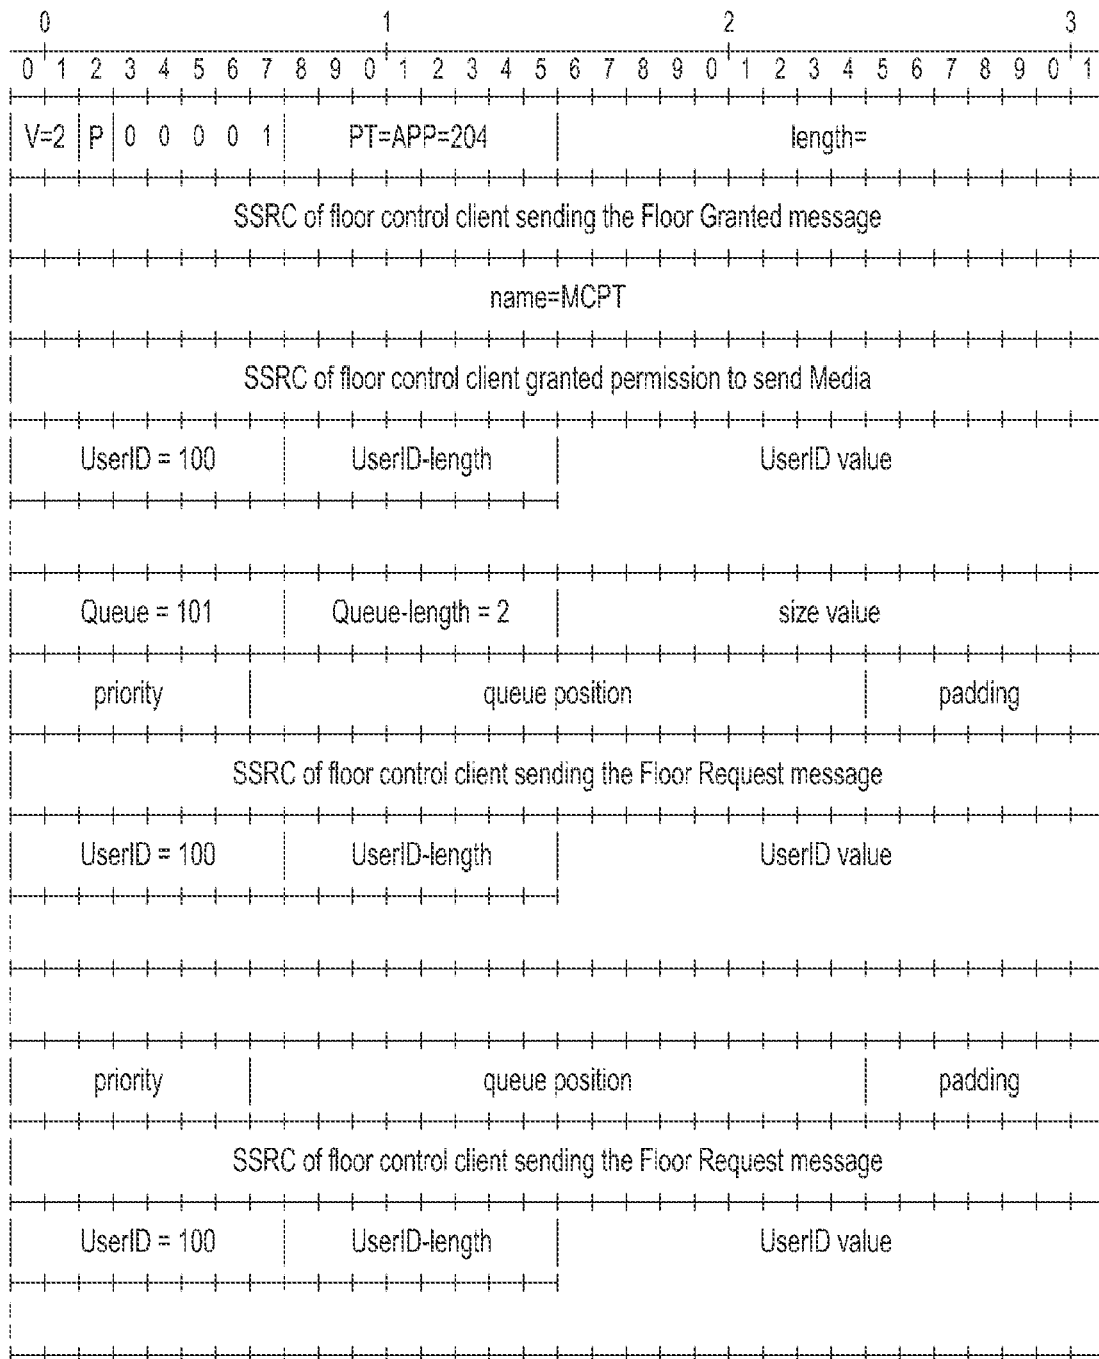 0 1 2 3
0 1 2 3 4 5 6 7 8 9 0 1 2 3 4 5 6 7 8 9 0 1 2 3 4 5 6 7 8 9 0 1
V=2 P 0 0 0 0 1 PT=APP=204 length=
SSRC of floor control client sending the Floor Granted message
name=MCPT
SSRC of floor control client granted permission to send Media
UserID = 100 UserID-length UserID value
Queue = 101 Queue-length = 2 size value
priority queue position padding
SSRC of floor control client sending the Floor Request message
UserID = 100 UserID-length UserID value
priority queue position padding
SSRC of floor control client sending the Floor Request message
UserID = 100 UserID-length UserID value